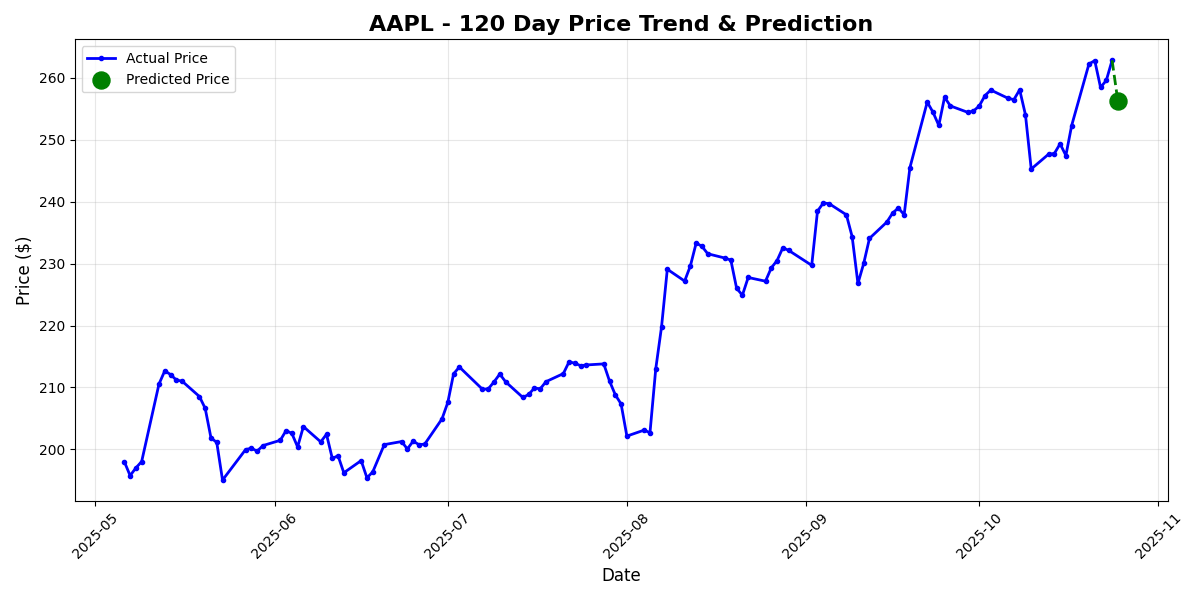 AAPL - 120 Day Price Trend & Prediction
Actual Price
Predicted Price
Price ($)
260
250
240
230
220
210
200
2025-05
2025-06
2025-07
2025-08
2025-09
2025-10
2025-11
Date